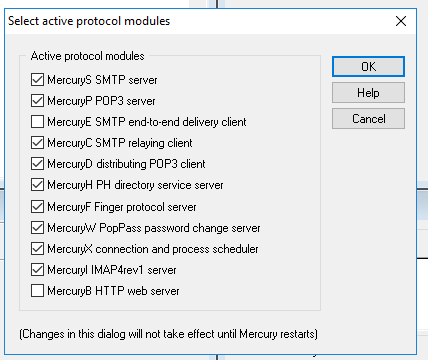 Select active protocol modules
Active protocol modules
MercuryS SMTP server
MercuryP POP3 server
MercuryE SMTP end-to-end delivery client
MercuryC SMTP relaying client
MercuryD distributing POP3 client
MercuryH PH directory service server
MercuryF Finger protocol server
MercuryW PopPass password change server
MercuryX connection and process scheduler
MercuryI IMAP4rev1 server
MercuryB HTTP web server
OK
Help
Cancel
(Changes in this dialog will not take effect until Mercury restarts)